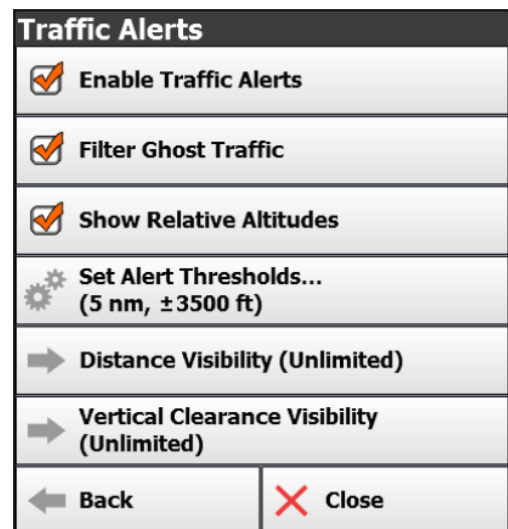 Traffic Alerts
Enable Traffic Alerts
Filter Ghost Traffic
Show Relative Altitudes
Set Alert Thresholds...
(5 nm, ±3500 ft)
Distance Visibility (Unlimited)
Vertical Clearance Visibility
(Unlimited)
Back
Close